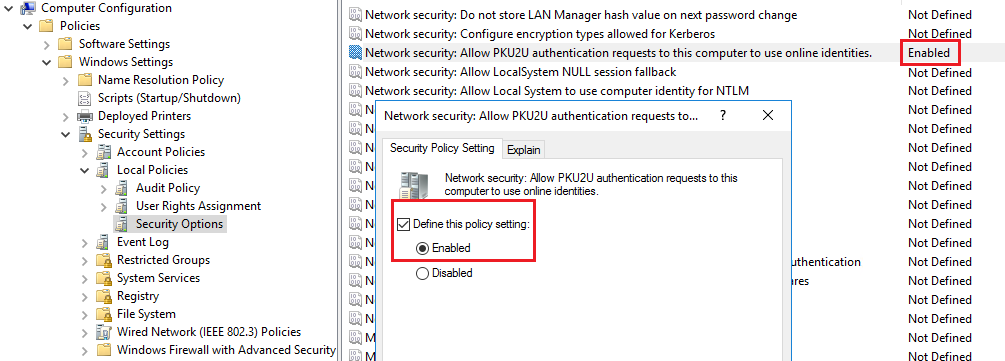 Computer Configuration
Policies
Software Settings
Windows Settings
Name Resolution Policy
Scripts (Startup/Shutdown)
Deployed Printers
Security Settings
Account Policies
Local Policies
Audit Policy
User Rights Assignment
Security Options
Event Log
Restricted Groups
System Services
Registry
File System
Wired Network (IEEE 802.3) Policies
Windows Firewall with Advanced Security
Network security: Do not store LAN Manager hash value on next password change Not Defined
Network security: Configure encryption types allowed for Kerberos Not Defined
Network security: Allow PKU2U authentication requests to this computer to use online identities. Enabled
Network security: Allow LocalSystem NULL session fallback Not Defined
Network security: Allow Local System to use computer identity for NTLM Not Defined
Not Defined
Not Defined
Not Defined
Not Defined
Not Defined
Not Defined
Not Defined
Not Defined
authentication Not Defined
ares Not Defined
Not Defined
Not Defined
Not Defined
Not Defined
Network security: Allow PKU2U authentication requests to... ?
Security Policy Setting Explain
Network security: Allow PKU2U authentication requests to this
computer to use online identities.
Define this policy setting:
Enabled
Disabled